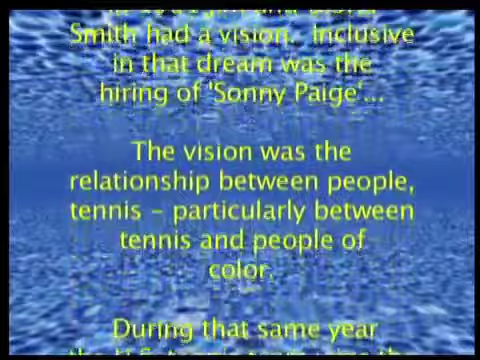 Smith had a vision.  Inclusive
in that dream was the
hiring of 'Sonny Paige'...
The vision was the
relationship between people,
tennis - particularly between
tennis and people of
color.
During that same year